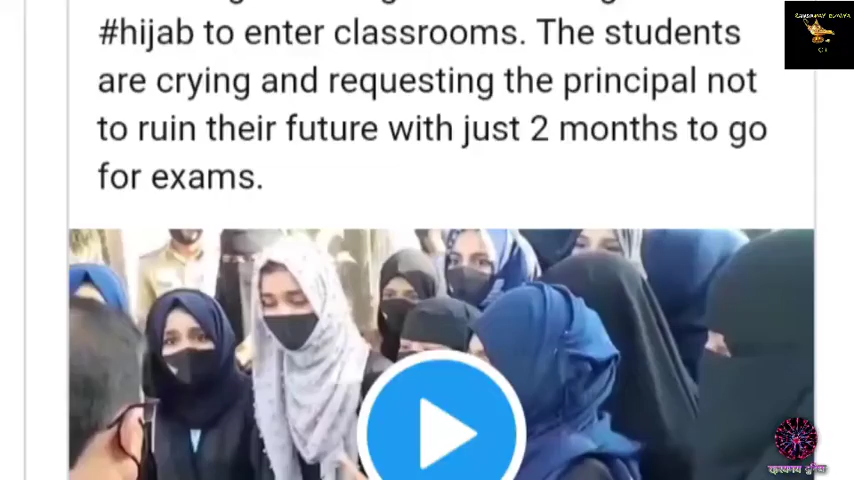 #hijab to enter classrooms. The students
are crying and requesting the principal not
to ruin their future with just 2 months to go
for exams.